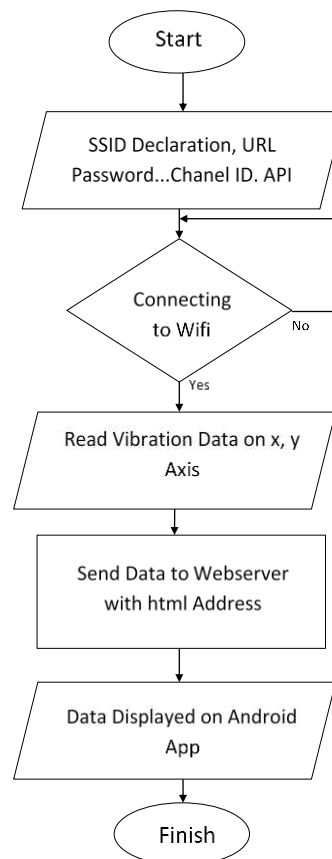 Start
SSID Declaration, URL
Password...Chanel ID. API
Connecting
to Wifi
No
Yes
Read Vibration Data on x, y
Axis
Send Data to Webserver
with html Address
Data Displayed on Android
App
Finish